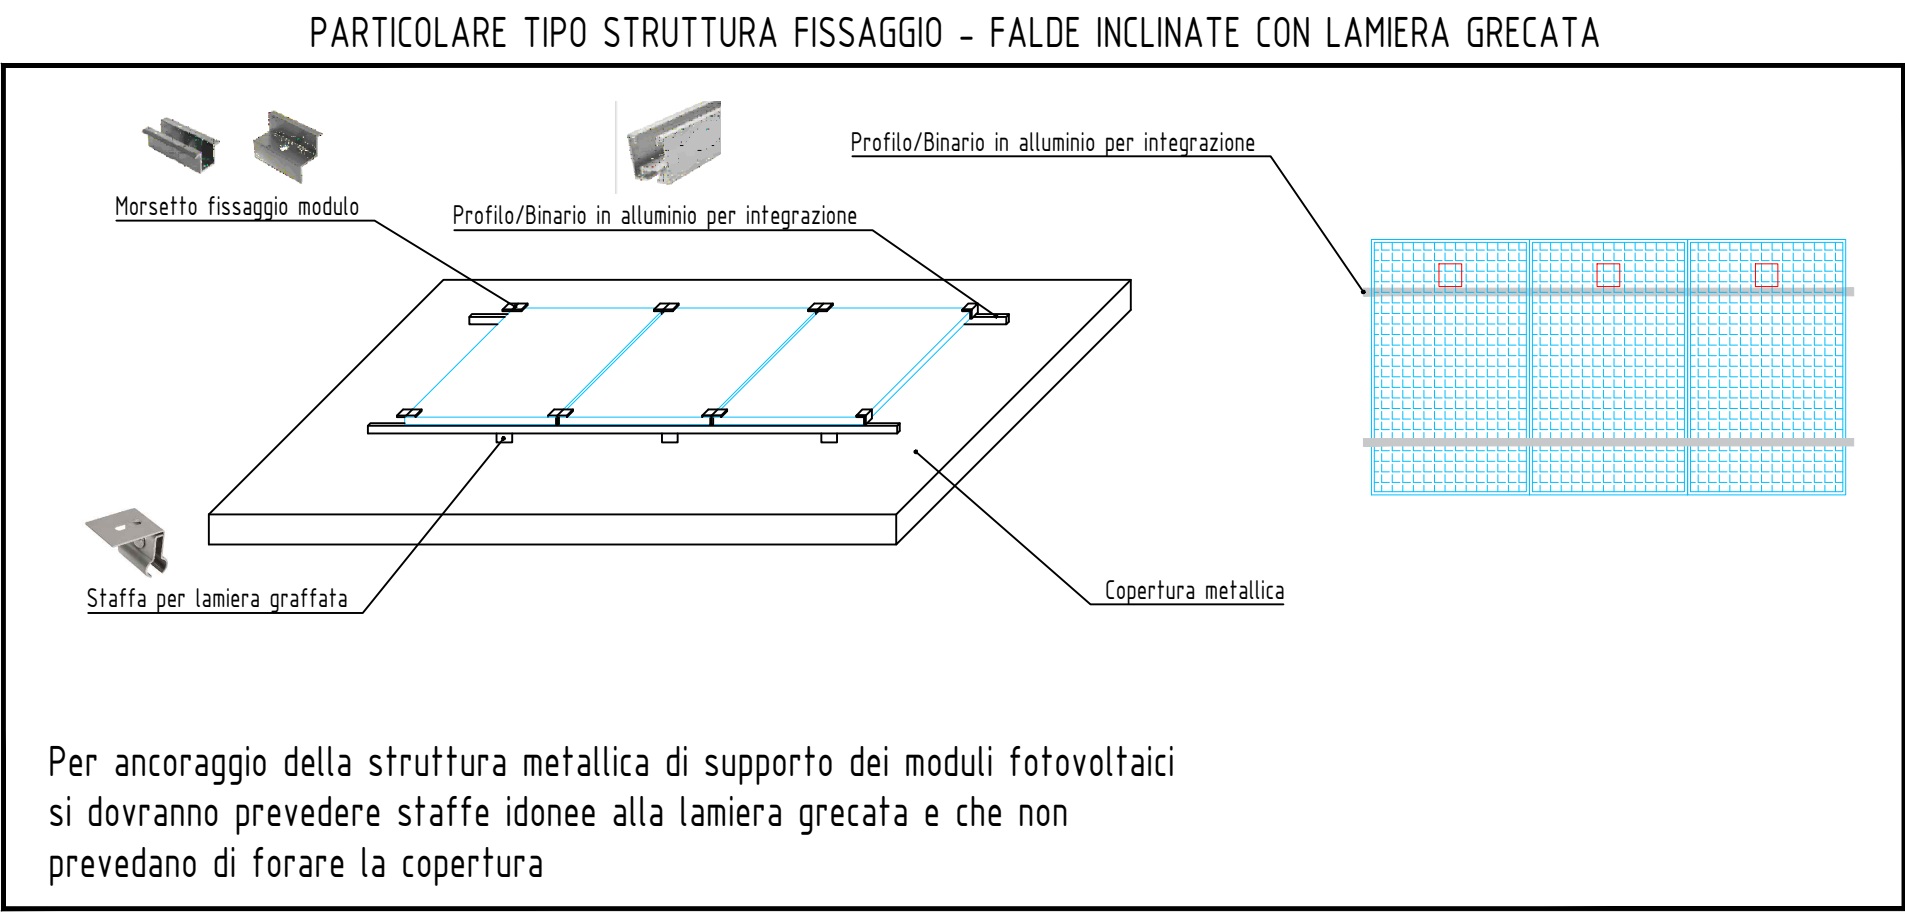 PARTICOLARE TIPO STRUTTURA FISSAGGIO - FALDE INCLINATE CON LAMIERA GRECATA
Profilo/Binario in alluminio per integrazione
Morsetto fissaggio modulo
Profilo/Binario in alluminio per integrazione
Staffa per lamiera graffata
Copertura metallica
Per ancoraggio della struttura metallica di supporto dei moduli fotovoltaici
si dovranno prevedere staffe idonee alla lamiera grecata e che non
prevedano di forare la copertura